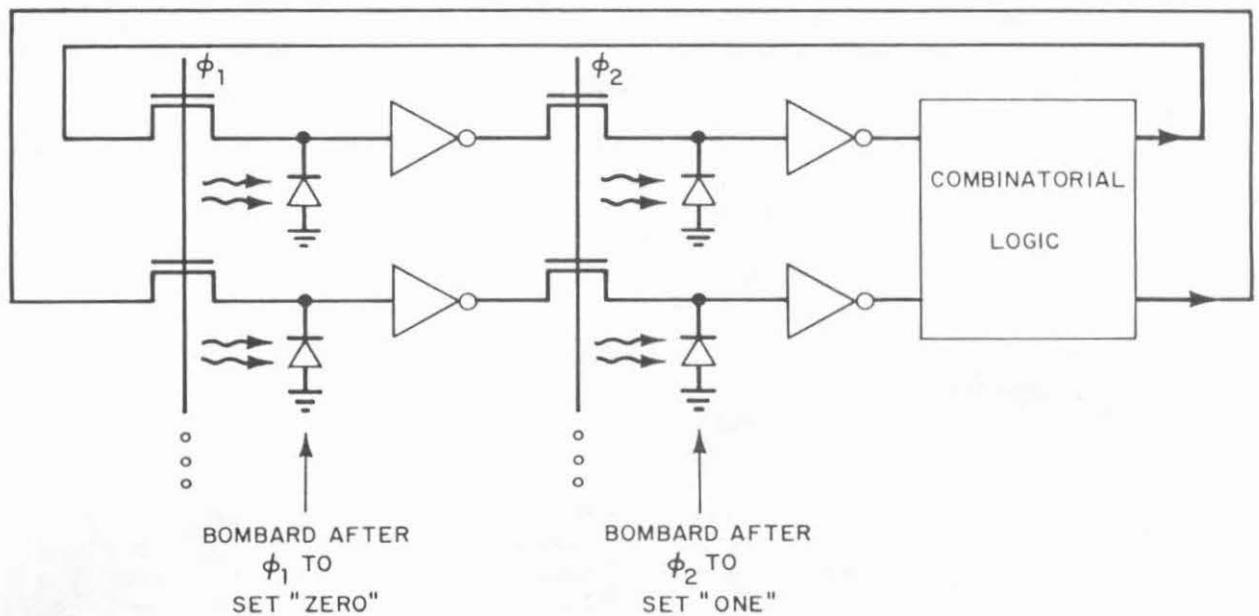 ϕ₁
ϕ₂
COMBINATORIAL
LOGIC
BOMBARD AFTER
ϕ₁ TO
SET "ZERO"
BOMBARD AFTER
ϕ₂ TO
SET "ONE"